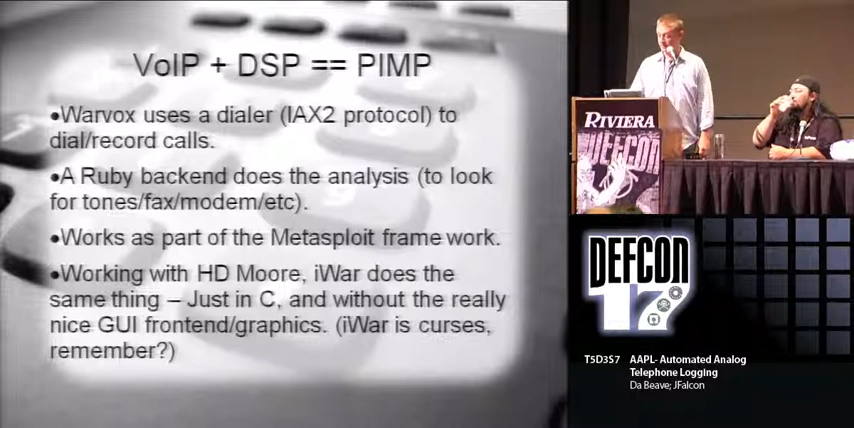 VoIP + DSP == PIMP
•Warvox uses a dialer (IAX2 protocol) to
dial/record calls.
•A Ruby backend does the analysis (to look
for tones/fax/modem/etc).
•Works as part of the Metasploit frame work.
•Working with HD Moore, iWar does the
same thing – Just in C, and without the really
nice GUI frontend/graphics. (iWar is curses,
remember?)
RIVIERA
DEFCON
DEFCON
17
T5D3S7 AAPL- Automated Analog
Telephone Logging
Da Beave; JFalcon